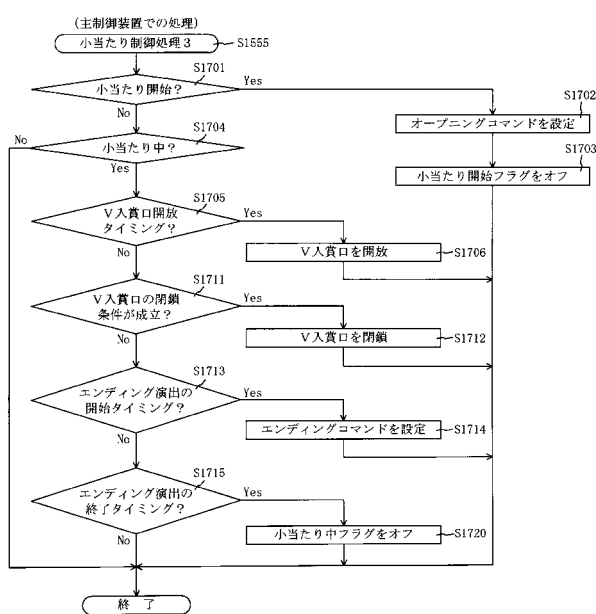 (主制御装置での処理)
小当たり制御処理3
S1555
S1701
小当たり開始?
Yes
No
S1702
オープニングコマンドを設定
S1703
小当たり開始フラグをオフ
S1704
No
小当たり中?
Yes
S1705
V入賞口開放
タイミング?
Yes
No
V入賞口を開放
S1706
S1711
V入賞口の閉鎖
条件が成立?
Yes
No
V入賞口を閉鎖
S1712
S1713
エンディング演出の
開始タイミング?
Yes
No
エンディングコマンドを設定
S1714
S1715
エンディング演出の
終了タイミング?
Yes
No
小当たり中フラグをオフ
S1720
終 了